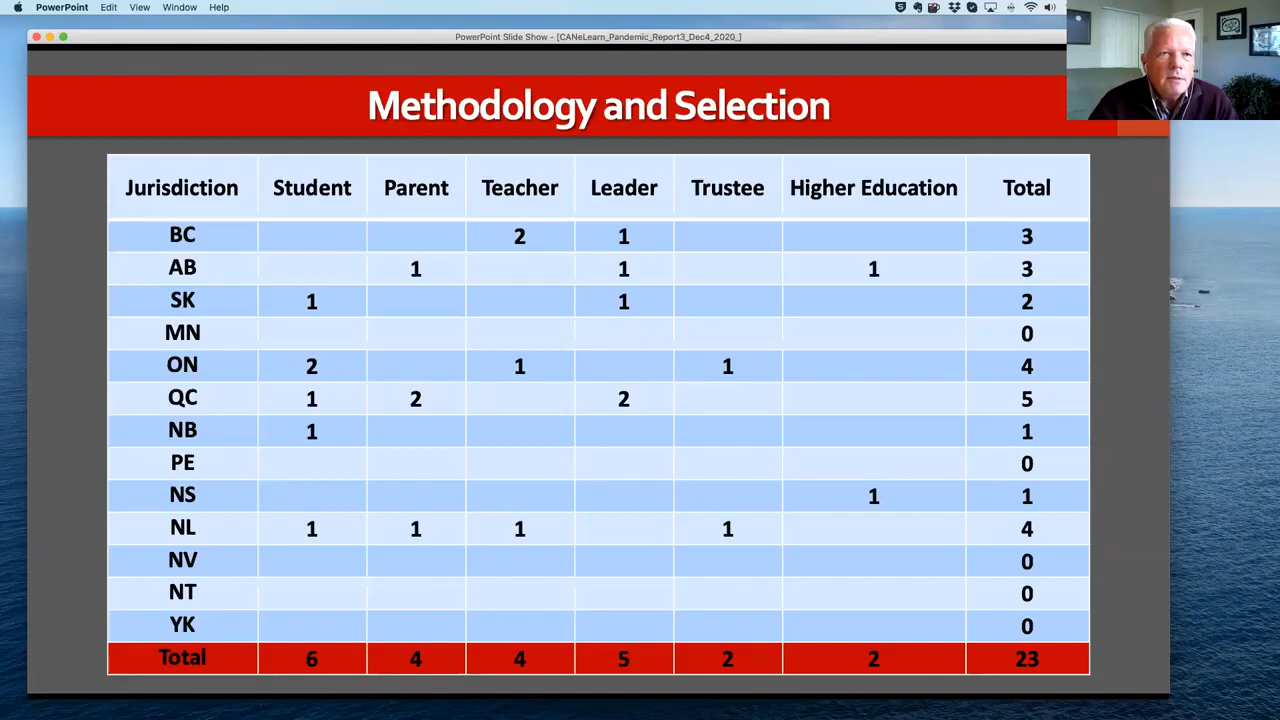 PowerPoint Edit View Window Help
PowerPoint Slide Show - [CANeLearn_Pandemic_Report3_Dec4_2020_]
Methodology and Selection
Jurisdiction Student Parent Teacher Leader Trustee Higher Education Total
BC 2 1 3
AB 1 1 1 3
SK 1 1 2
MN 0
ON 2 1 1 4
QC 1 2 2 5
NB 1 1
PE 0
NS 1 1
NL 1 1 1 1 4
NV 0
NT 0
YK 0
Total 6 4 4 5 2 2 23